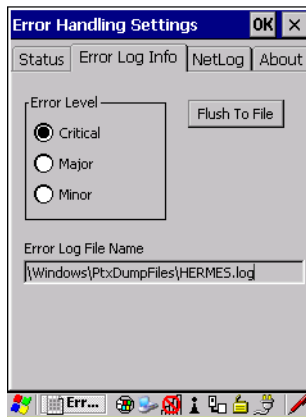 Error Handling Settings OK ×
Status Error Log Info NetLog About
Error Level
Critical
Flush To File
Major
Minor
Error Log File Name
\Windows\PtxDumpFiles\HERMES.log
Err...